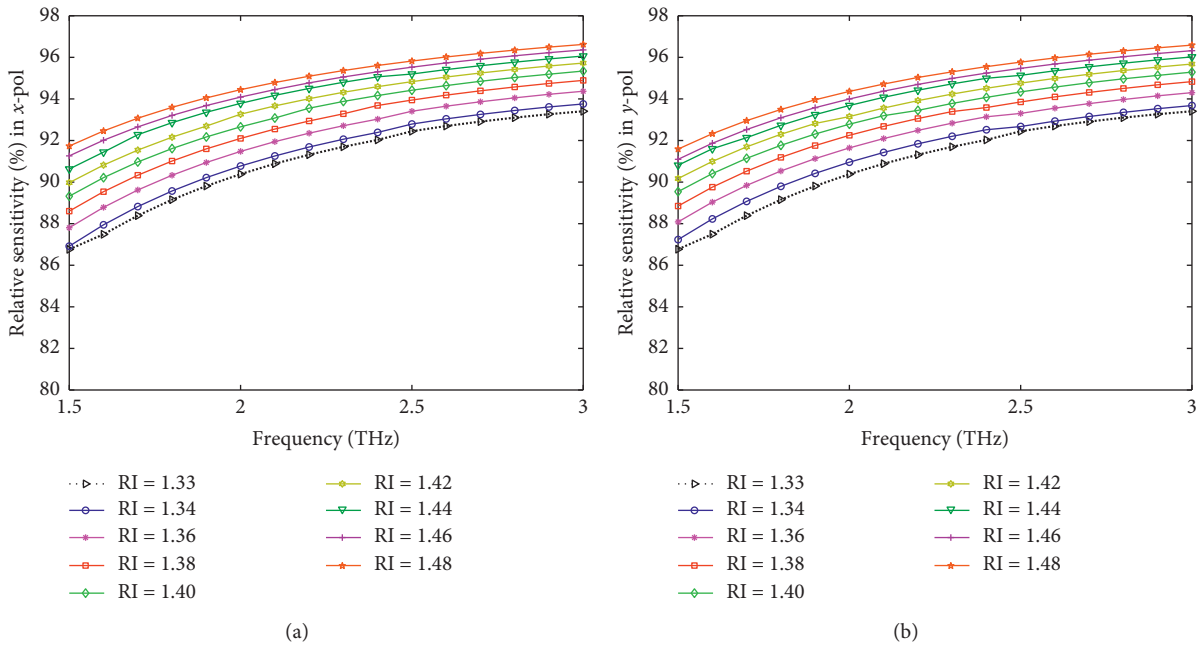 98
96
94
92
90
88
86
84
82
80
1.5
2
2.5
3
Relative sensitivity (%) in x-pol
Frequency (THz)
RI = 1.33
RI = 1.34
RI = 1.36
RI = 1.38
RI = 1.40
RI = 1.42
RI = 1.44
RI = 1.46
RI = 1.48
(a)
98
96
94
92
90
88
86
84
82
80
1.5
2
2.5
3
Relative sensitivity (%) in y-pol
Frequency (THz)
RI = 1.33
RI = 1.34
RI = 1.36
RI = 1.38
RI = 1.40
RI = 1.42
RI = 1.44
RI = 1.46
RI = 1.48
(b)